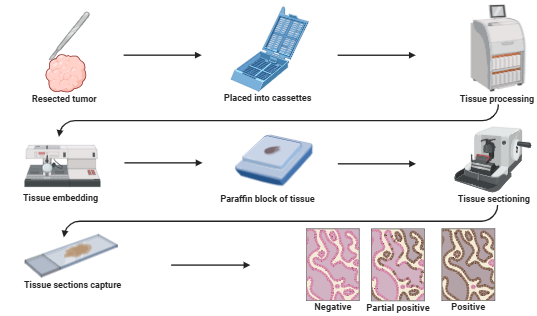 Resected tumor
Placed into cassettes
Tissue processing
Tissue embedding
Paraffin block of tissue
Tissue sectioning
Tissue sections capture
Negative
Partial positive
Positive